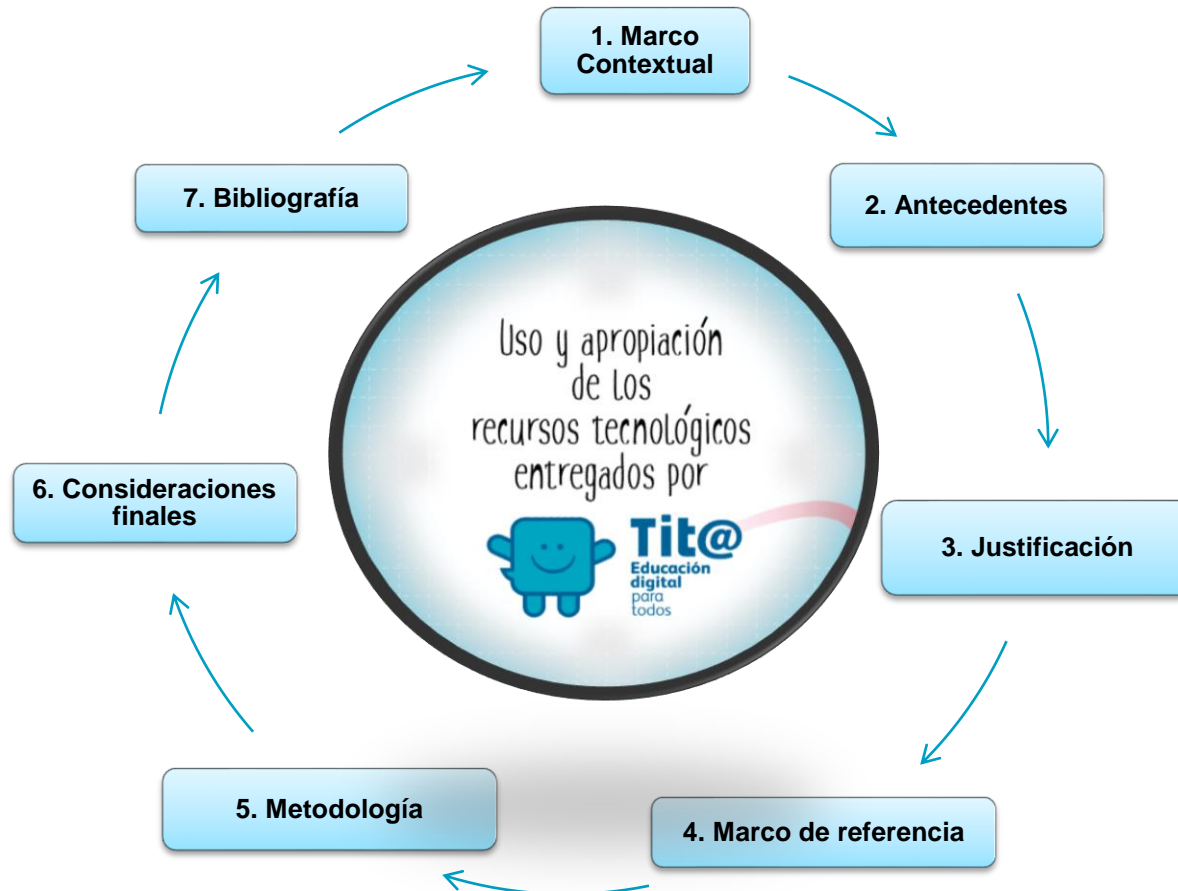 1. Marco
Contextual
2. Antecedentes
3. Justificación
4. Marco de referencia
5. Metodología
6. Consideraciones
finales
7. Bibliografía
Uso y apropiación
de los
recursos tecnológicos
entregados por
Tit@
Educación
digital
para
todos